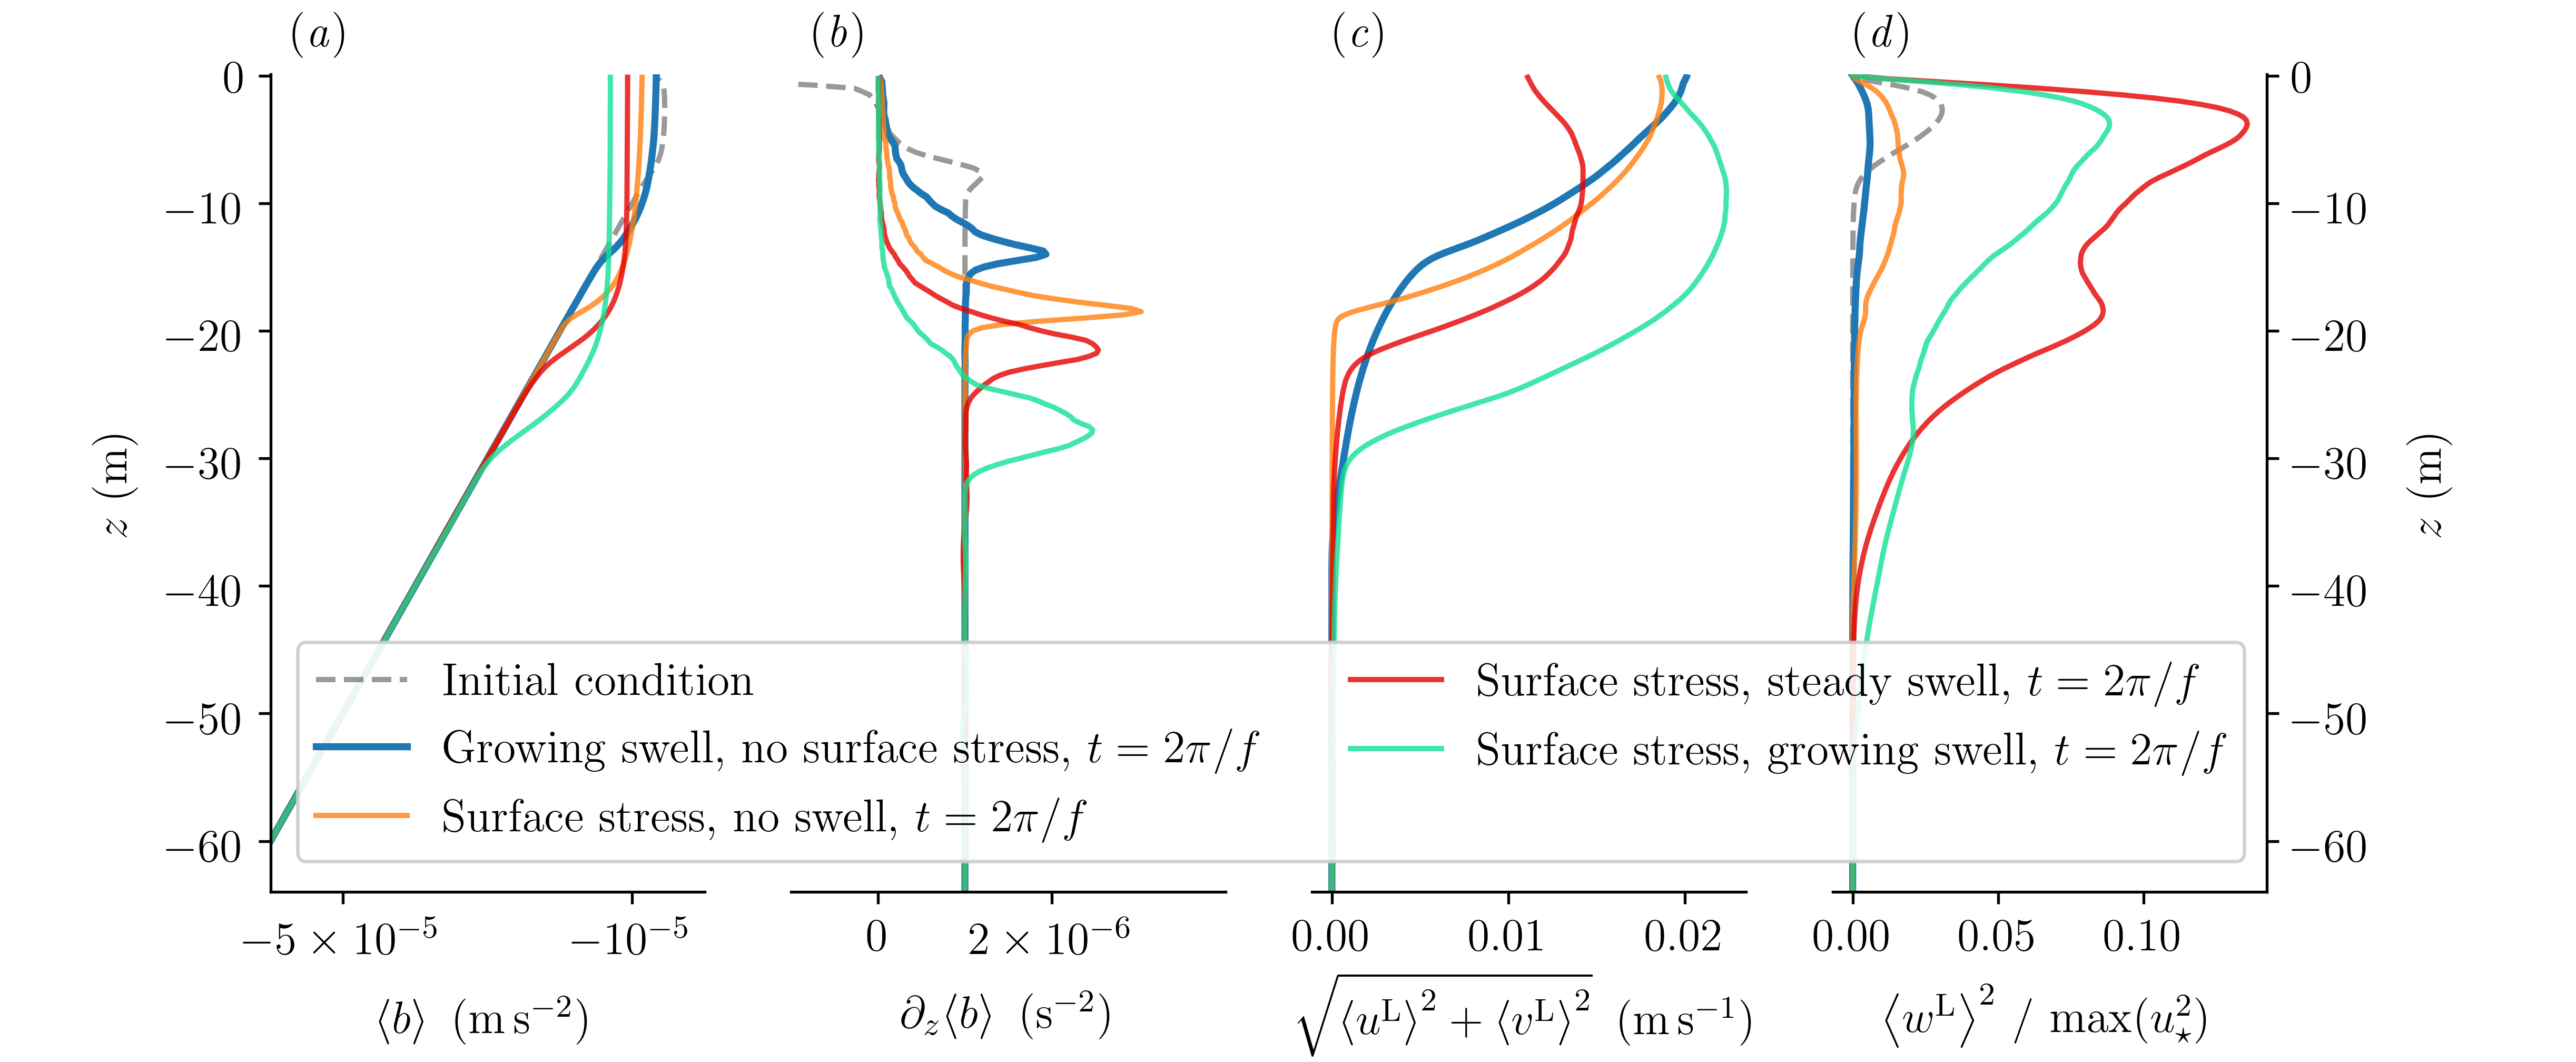 (a) (b) (c) (d)
0 0
−10 −10
−20 −20
−30 −30
z (m) z (m)
−40 −40
−50 −50
−60 −60
Initial condition
Growing swell, no surface stress, t = 2π/f
Surface stress, no swell, t = 2π/f
Surface stress, steady swell, t = 2π/f
Surface stress, growing swell, t = 2π/f
−5 × 10⁻⁵ −10⁻⁵ 0 2 × 10⁻⁶ 0.00 0.01 0.02 0.00 0.05 0.10
⟨b⟩ (m s⁻²) ∂_z⟨b⟩ (s⁻²) √(⟨u^L⟩² + ⟨v^L⟩²) (m s⁻¹) ⟨w^L⟩² / max(u⋆²)